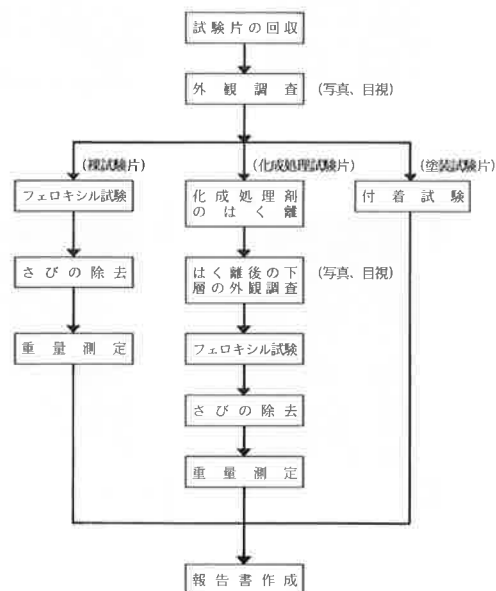 試験片の回収
外観調査 (写真、目視)
(裸試験片)
(化成処理試験片)
(塗装試験片)
フェロキシル試験
化成処理剤
のはく離
付着試験
さびの除去
はく離後の下
層の外観調査
(写真、目視)
重量測定
フェロキシル試験
さびの除去
重量測定
報告書作成